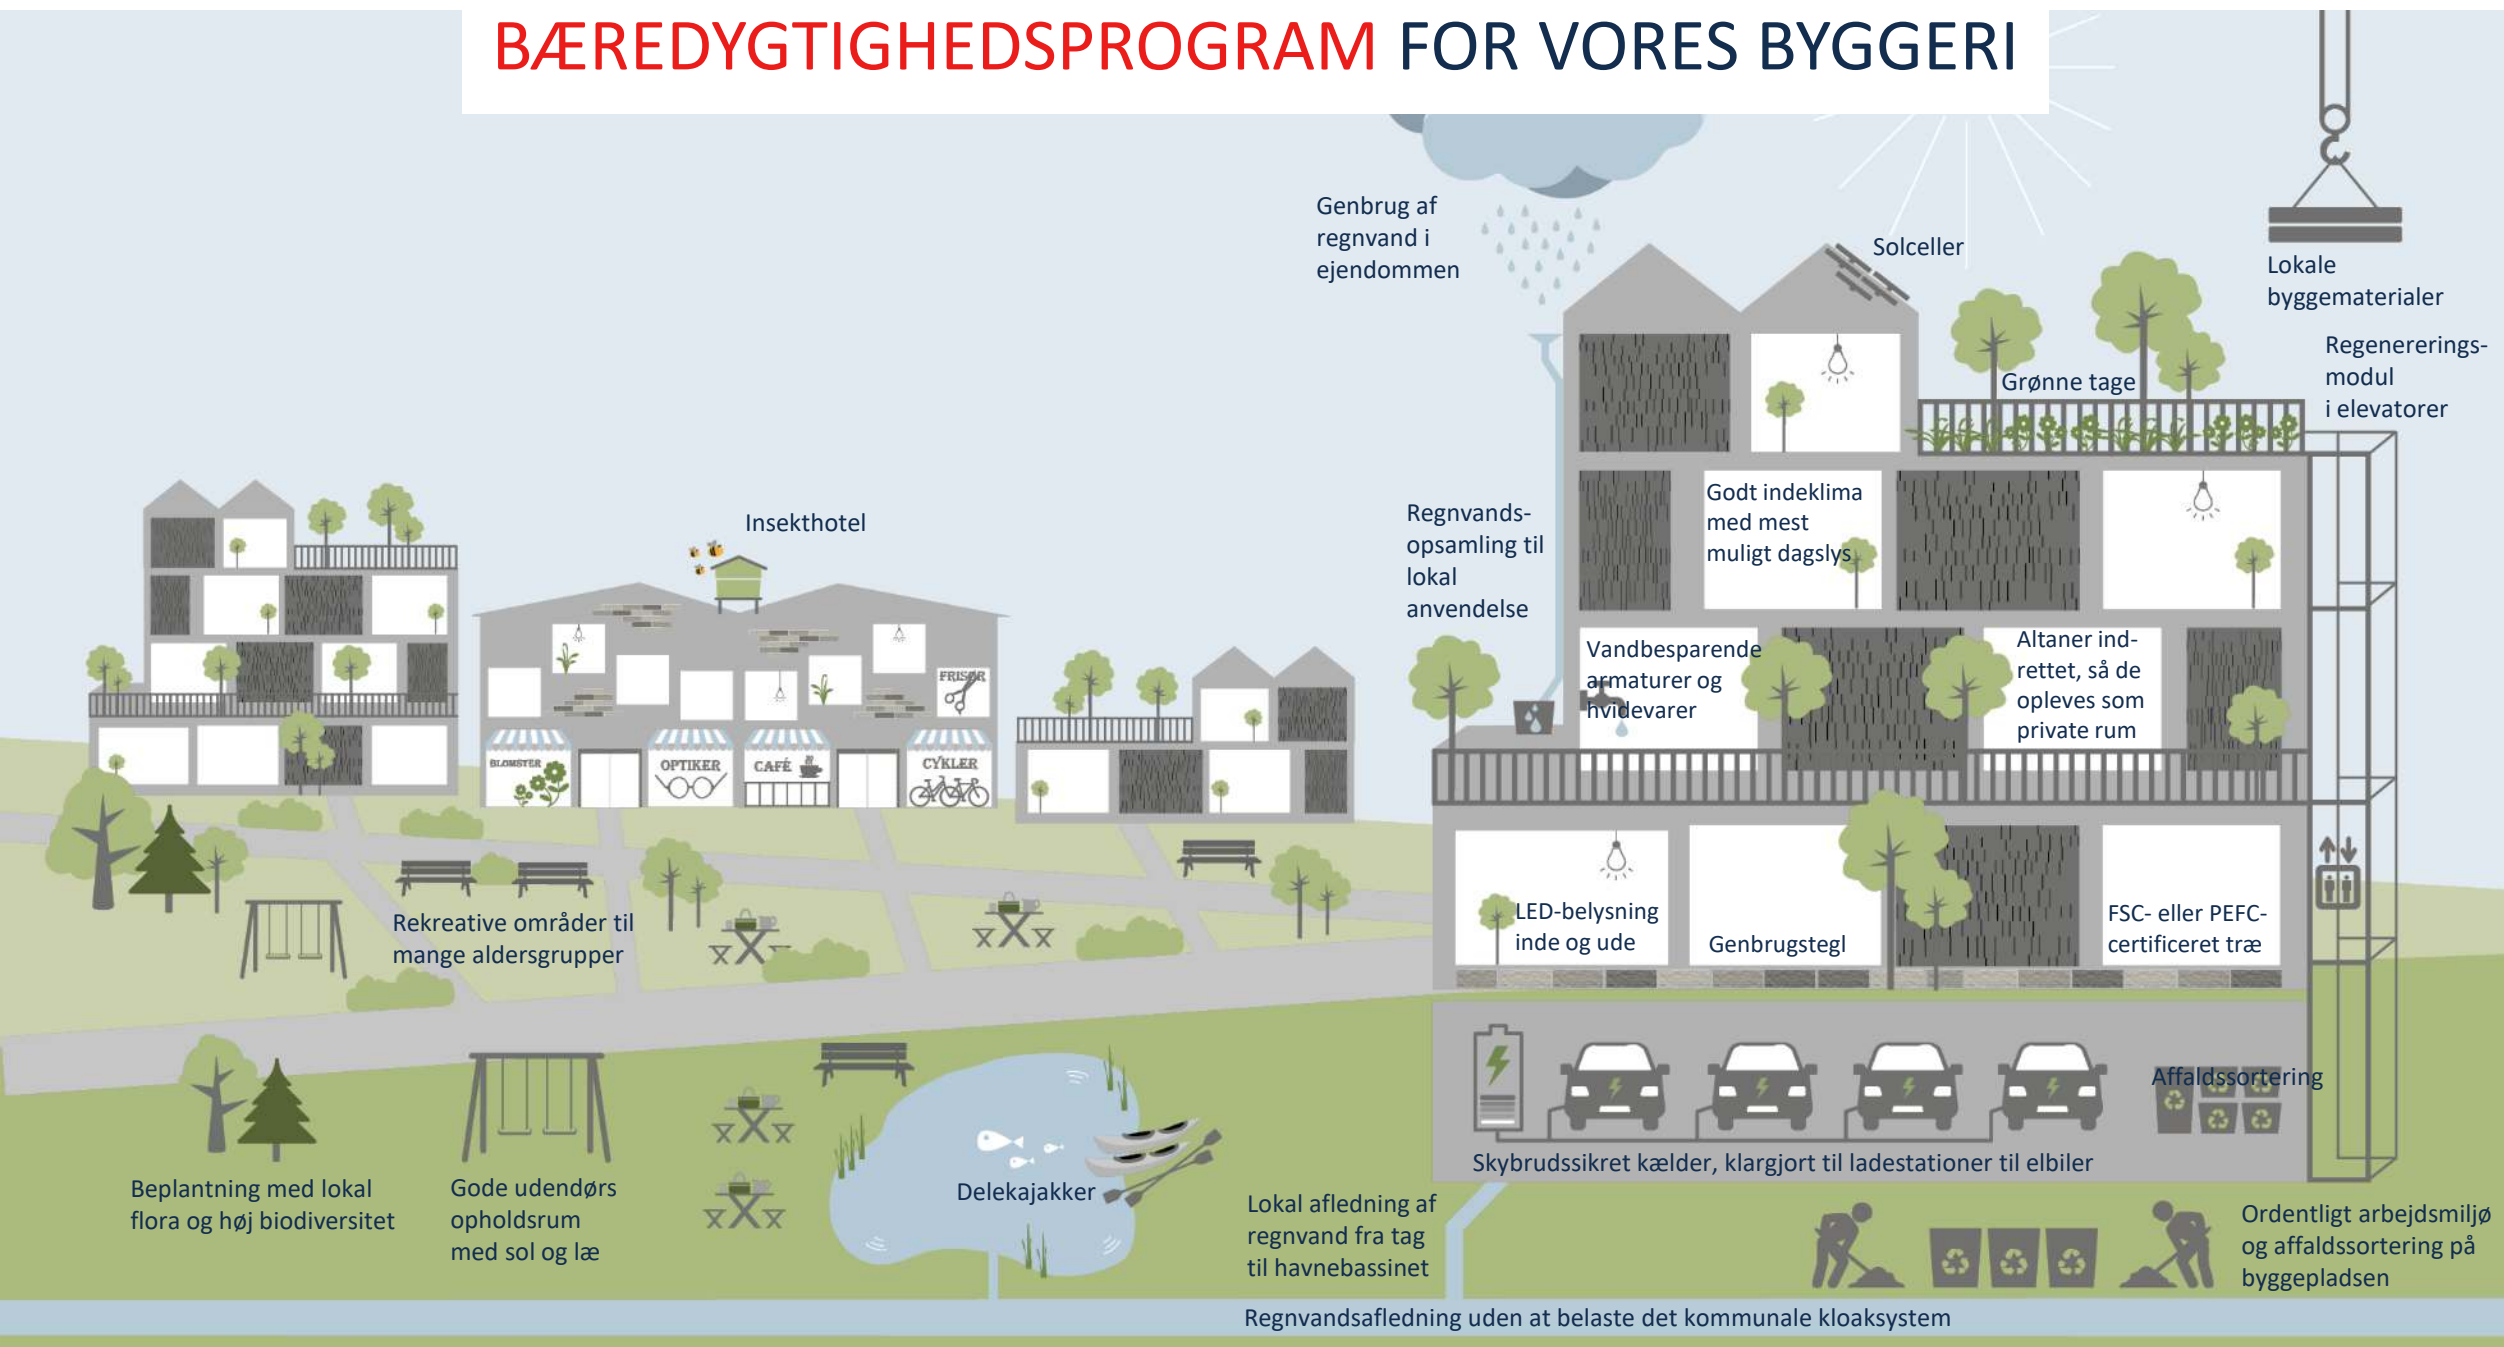 BÆREDYGTIGHEDSPROGRAM FOR VORES BYGGERI
Genbrug af
regnvand i
ejendommen
Solceller
Lokale
byggematerialer
Regenererings-
modul
i elevatorer
Grønne tage
Insekthotel
Regnvands-
opsamling til
lokal
anvendelse
Godt indeklima
med mest
muligt dagslys
Vandbesparende
armaturer og
hvidevarer
Altaner ind-
rettet, så de
opleves som
private rum
FRISØR
BLOMSTER
OPTIKER
CAFÉ
CYKLER
Rekreative områder til
mange aldersgrupper
LED-belysning
inde og ude
Genbrugstegl
FSC- eller PEFC-
certificeret træ
Affaldssortering
Skybrudssikret kælder, klargjort til ladestationer til elbiler
Beplantning med lokal
flora og høj biodiversitet
Gode udendørs
opholdsrum
med sol og læ
Delekajakker
Lokal afledning af
regnvand fra tag
til havnebassinet
Ordentligt arbejdsmiljø
og affaldssortering på
byggepladsen
Regnvandsafledning uden at belaste det kommunale kloaksystem